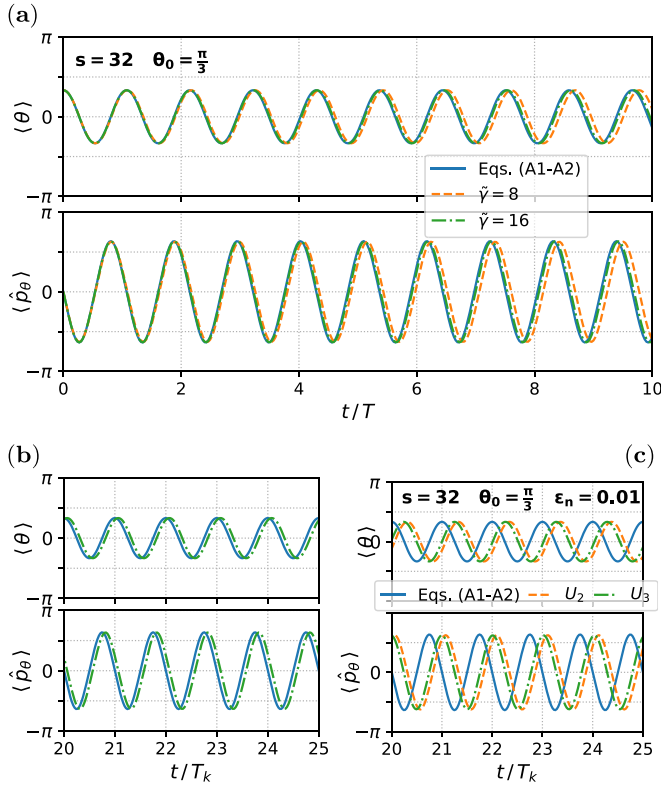 (a)
π
s = 32 θ₀ = π/3
⟨θ⟩
0
−π
Eqs. (A1-A2)
γ̃ = 8
γ̃ = 16
π
⟨p̂_θ⟩
0
−π
0 2 4 6 8 10
t / T
(b)
π
⟨θ⟩
0
−π
π
⟨p̂_θ⟩
0
−π
20 21 22 23 24 25
t / T_k
(c)
π
s = 32 θ₀ = π/3 ε_n = 0.01
⟨θ⟩
0
−π
Eqs. (A1-A2) U₂ U₃
π
⟨p̂_θ⟩
0
−π
20 21 22 23 24 25
t / T_k